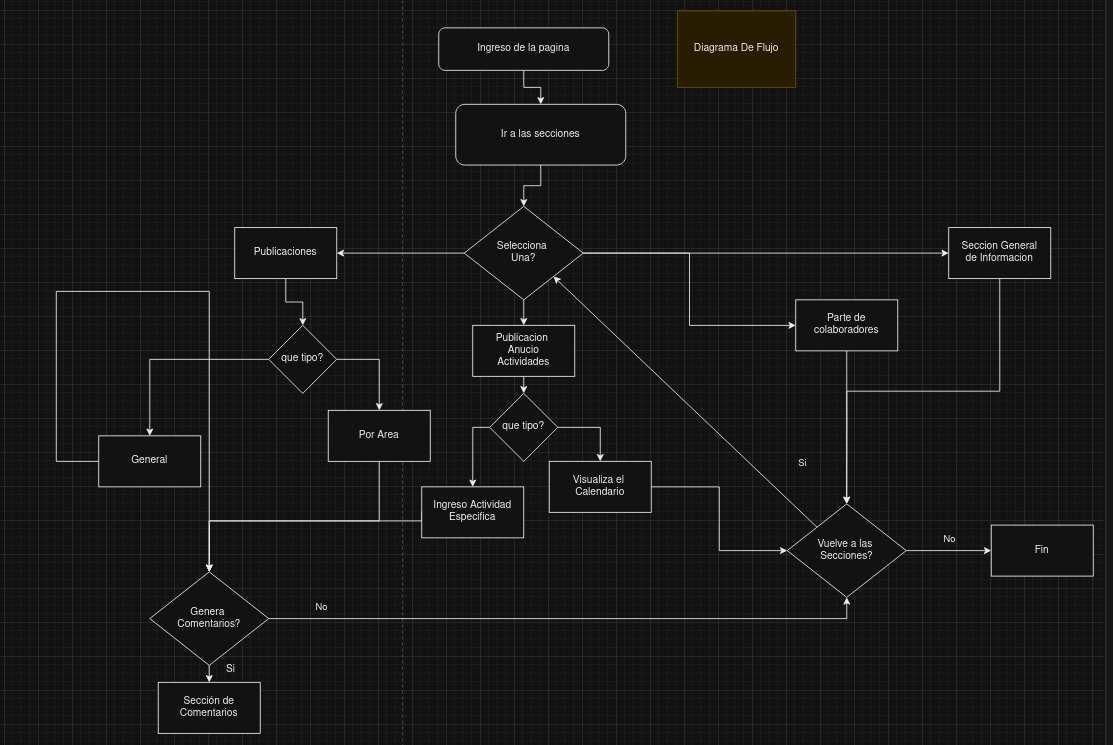 Ingreso de la pagina
Diagrama De Flujo
Ir a las secciones
Selecciona
Una?
Publicaciones
Seccion General
de Informacion
Parte de
colaboradores
Publicacion
Anucio
Actividades
que tipo?
que tipo?
Por Area
General
Visualiza el
Calendario
Si
Ingreso Actividad
Especifica
Vuelve a las
Secciones?
No
Fin
Genera
Comentarios?
No
Si
Sección de
Comentarios